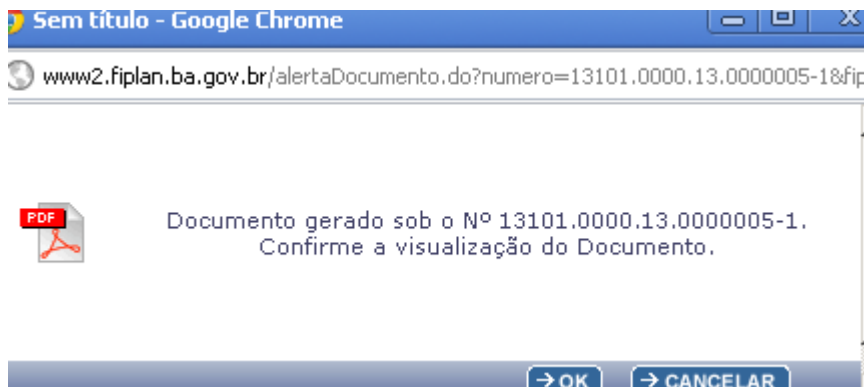 Sem título - Google Chrome
www2.fiplan.ba.gov.br/alertaDocumento.do?numero=13101.0000.13.0000005-1&fip
PDF
Documento gerado sob o Nº 13101.0000.13.0000005-1.
Confirme a visualização do Documento.
OK CANCELAR